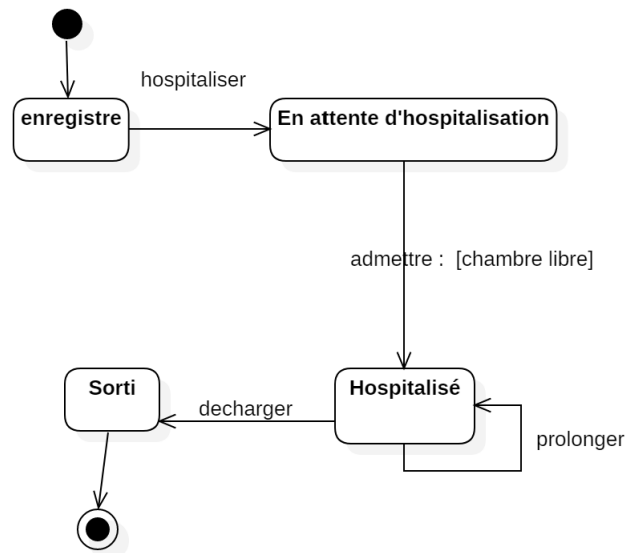 hospitaliser
enregistre
En attente d'hospitalisation
admettre :  [chambre libre]
Sorti
decharger
Hospitalisé
prolonger